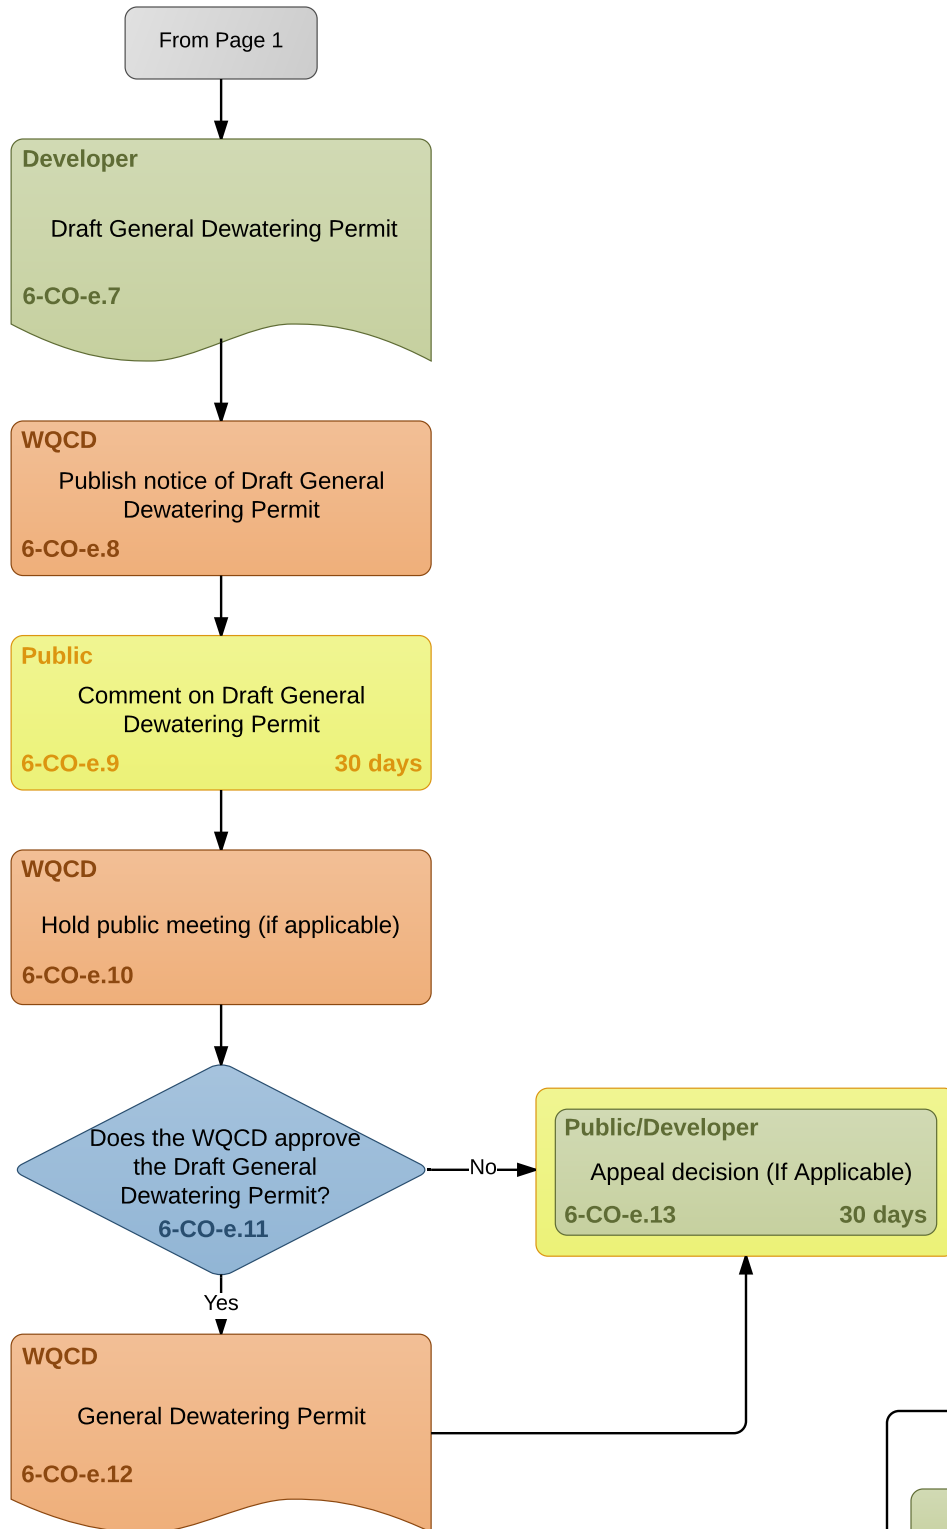 From Page 1
Developer
Draft General Dewatering Permit
6-CO-e.7
WQCD
Publish notice of Draft General
Dewatering Permit
6-CO-e.8
Public
Comment on Draft General
Dewatering Permit
6-CO-e.9 30 days
WQCD
Hold public meeting (if applicable)
6-CO-e.10
Does the WQCD approve
the Draft General
Dewatering Permit?
6-CO-e.11
No
Public/Developer
Appeal decision (If Applicable)
6-CO-e.13 30 days
Yes
WQCD
General Dewatering Permit
6-CO-e.12